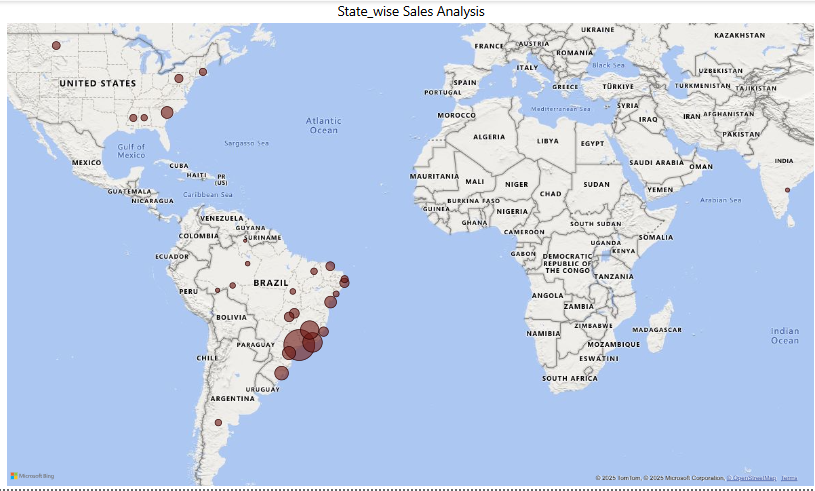 State_wise Sales Analysis
UKRAINE
KAZAKHSTAN
FRANCE
AUSTRIA
ROMANIA
UNITED STATES
ITALY
Black Sea
UZBEKISTAN
SPAIN
GREECE
TÜRKIYE
TURKMENISTAN
TAJIKISTAN
PORTUGAL
Mediterranean Sea
SYRIA
Atlantic
Ocean
MOROCCO
IRAQ
IRAN
AFGHANISTAN
ALGERIA
LIBYA
EGYPT
PAKISTAN
Gulf of
Mexico
Sargasso Sea
MEXICO
CUBA
SAUDI ARABIA
OMAN
INDIA
HAITI
PR
(US)
MAURITANIA
MALI
NIGER
SUDAN
YEMEN
GUATEMALA
Caribbean Sea
CHAD
Arabian Sea
NICARAGUA
BURKINA FASO
GUINEA
NIGERIA
VENEZUELA
GHANA
SOUTH SUDAN
GUYANA
CAMEROON
COLOMBIA
SURINAME
UGANDA
SOMALIA
ECUADOR
GABON
DEMOCRATIC
REPUBLIC OF
THE CONGO
KENYA
TANZANIA
PERU
BRAZIL
ANGOLA
ZAMBIA
BOLIVIA
ZIMBABWE
MADAGASCAR
NAMIBIA
PARAGUAY
MOZAMBIQUE
Indian
Ocean
CHILE
ESWATINI
SOUTH AFRICA
URUGUAY
ARGENTINA
Microsoft Bing
© 2025 TomTom, © 2025 Microsoft Corporation, © OpenStreetMap Terms